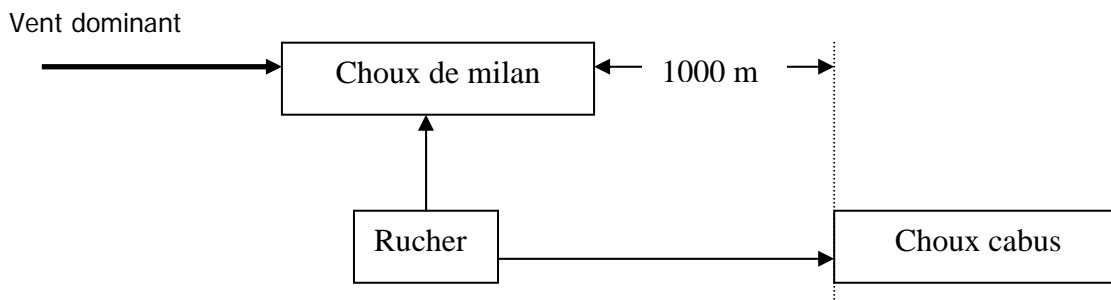 Vent dominant
Choux de milan
1000 m
Rucher
Choux cabus